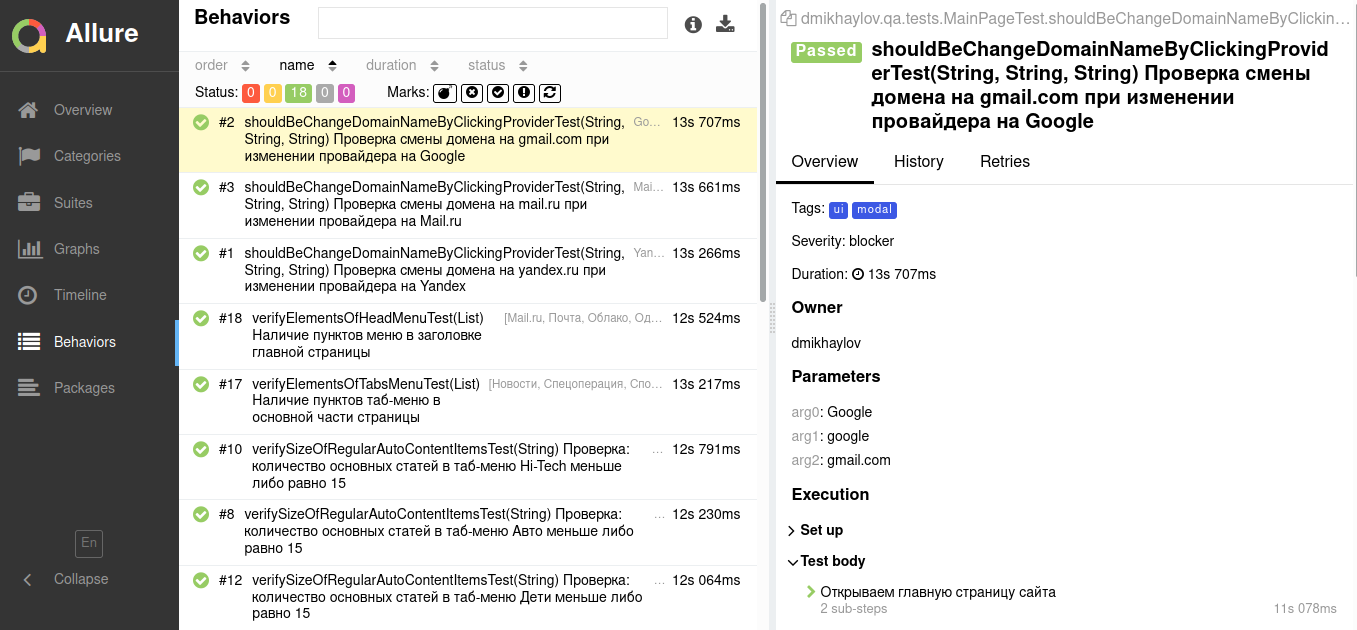 Allure
Overview
Categories
Suites
Graphs
Timeline
Behaviors
Packages
En
Collapse
Behaviors
order name duration status
Status: 0 0 18 0 0 Marks:
#2 shouldBeChangeDomainNameByClickingProviderTest(String, Go... 13s 707ms
String, String) Проверка смены домена на gmail.com при
изменении провайдера на Google
#3 shouldBeChangeDomainNameByClickingProviderTest(String, Mai... 13s 661ms
String, String) Проверка смены домена на mail.ru при
изменении провайдера на Mail.ru
#1 shouldBeChangeDomainNameByClickingProviderTest(String, Yan... 13s 266ms
String, String) Проверка смены домена на yandex.ru при
изменении провайдера на Yandex
#18 verifyElementsOfHeadMenuTest(List) [Mail.ru, Почта, Облако, Од... 12s 524ms
Наличие пунктов меню в заголовке
главной страницы
#17 verifyElementsOfTabsMenuTest(List) [Новости, Спецоперация, Спо... 13s 217ms
Наличие пунктов таб-меню в
основной части страницы
#10 verifySizeOfRegularAutoContentItemsTest(String) Проверка: ... 12s 791ms
количество основных статей в таб-меню Hi-Tech меньше
либо равно 15
#8 verifySizeOfRegularAutoContentItemsTest(String) Проверка: ... 12s 230ms
количество основных статей в таб-меню Авто меньше либо
равно 15
#12 verifySizeOfRegularAutoContentItemsTest(String) Проверка: ... 12s 064ms
количество основных статей в таб-меню Дети меньше либо
равно 15
dmikhaylov.qa.tests.MainPageTest.shouldBeChangeDomainNameByClickin...
Passed shouldBeChangeDomainNameByClickingProvid
erTest(String, String, String) Проверка смены
домена на gmail.com при изменении
провайдера на Google
Overview History Retries
Tags: ui modal
Severity: blocker
Duration: 13s 707ms
Owner
dmikhaylov
Parameters
arg0: Google
arg1: google
arg2: gmail.com
Execution
Set up
Test body
Открываем главную страницу сайта
2 sub-steps 11s 078ms